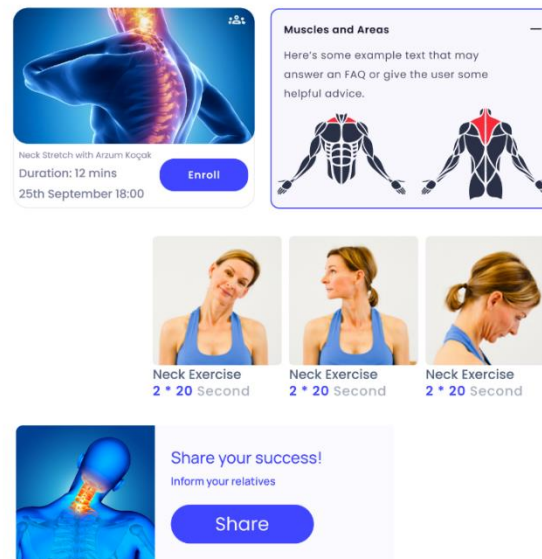 Neck Stretch with Arzum Koçak
Duration: 12 mins
25th September 18:00
Enroll
Muscles and Areas
Here's some example text that may
answer an FAQ or give the user some
helpful advice.
Neck Exercise
2 * 20 Second
Neck Exercise
2 * 20 Second
Neck Exercise
2 * 20 Second
Share your success!
Inform your relatives
Share